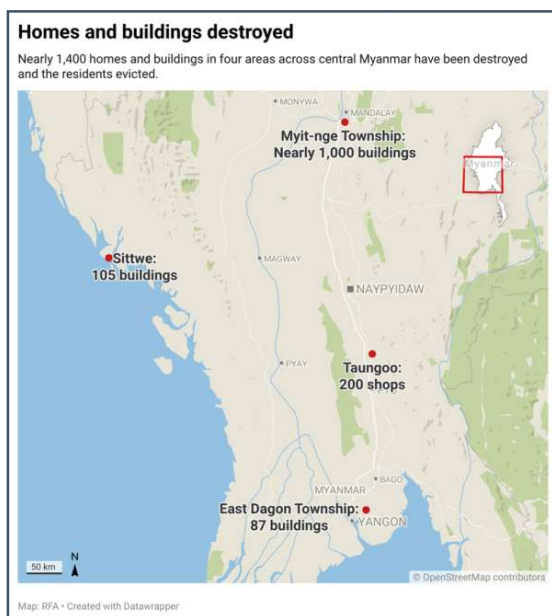 Homes and buildings destroyed
Nearly 1,400 homes and buildings in four areas across central Myanmar have been destroyed
and the residents evicted.
MONYWA
MANDALAY
Myit-nge Township:
Nearly 1,000 buildings
Myanmar
Sittwe:
105 buildings
MAGWAY
NAYPYIDAW
Taungoo:
200 shops
PYAY
BAGO
MYANMAR
East Dagon Township:
87 buildings
YANGON
50 km
N
© OpenStreetMap contributors
Map: RFA • Created with Datawrapper